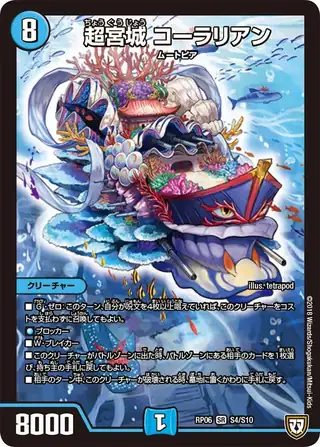 8
ちょうぐうじょう
超宮城 コーラリアン
ムートピア
illus. tetrapod
クリーチャー
G・ゼロ:このターン、自分が呪文を4枚以上唱えていれば、このクリーチャーをコス
トを支払わずに召喚してもよい。
ブロッカー
W・ブレイカー
このクリーチャーがバトルゾーンに出た時、バトルゾーンにある相手のカードを1枚選
び、持ち主の手札に戻してもよい。
相手のターン中、このクリーチャーが破壊される時、墓地に置くかわりに手札に戻す。
©2018 Wizards/Shogakukan/Mitsui-Kids
8000
1
RP06 SR S4/S10